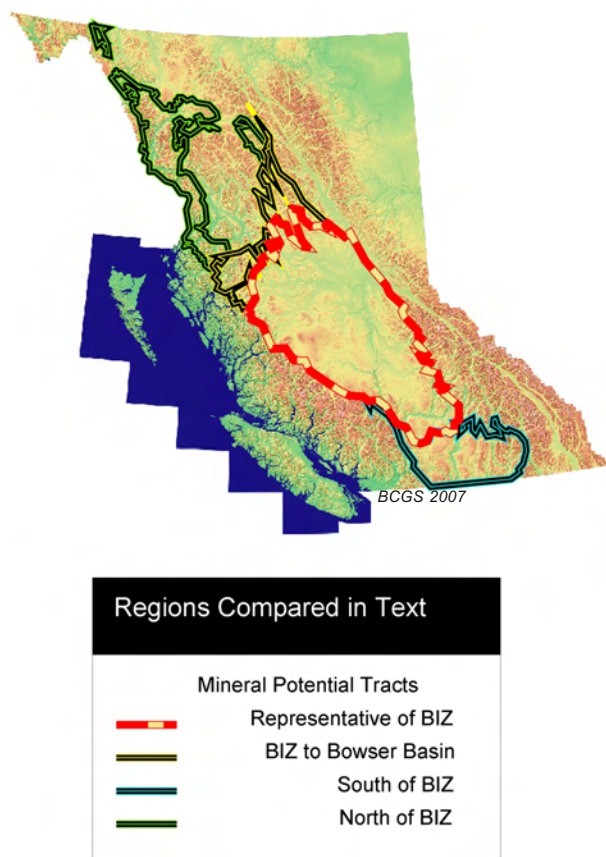 BCGS 2007
Regions Compared in Text
Mineral Potential Tracts
Representative of BIZ
BIZ to Bowser Basin
South of BIZ
North of BIZ